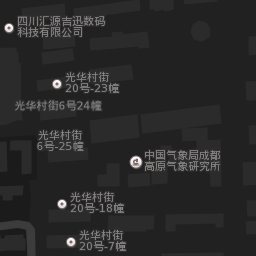 四川汇源吉迅数码
科技有限公司
光华村街
20号-23幢
光华村街6号24幢
光华村街
6号-25幢
中国气象局成都
高原气象研究所
光华村街
20号-18幢
光华村街
20号-7幢